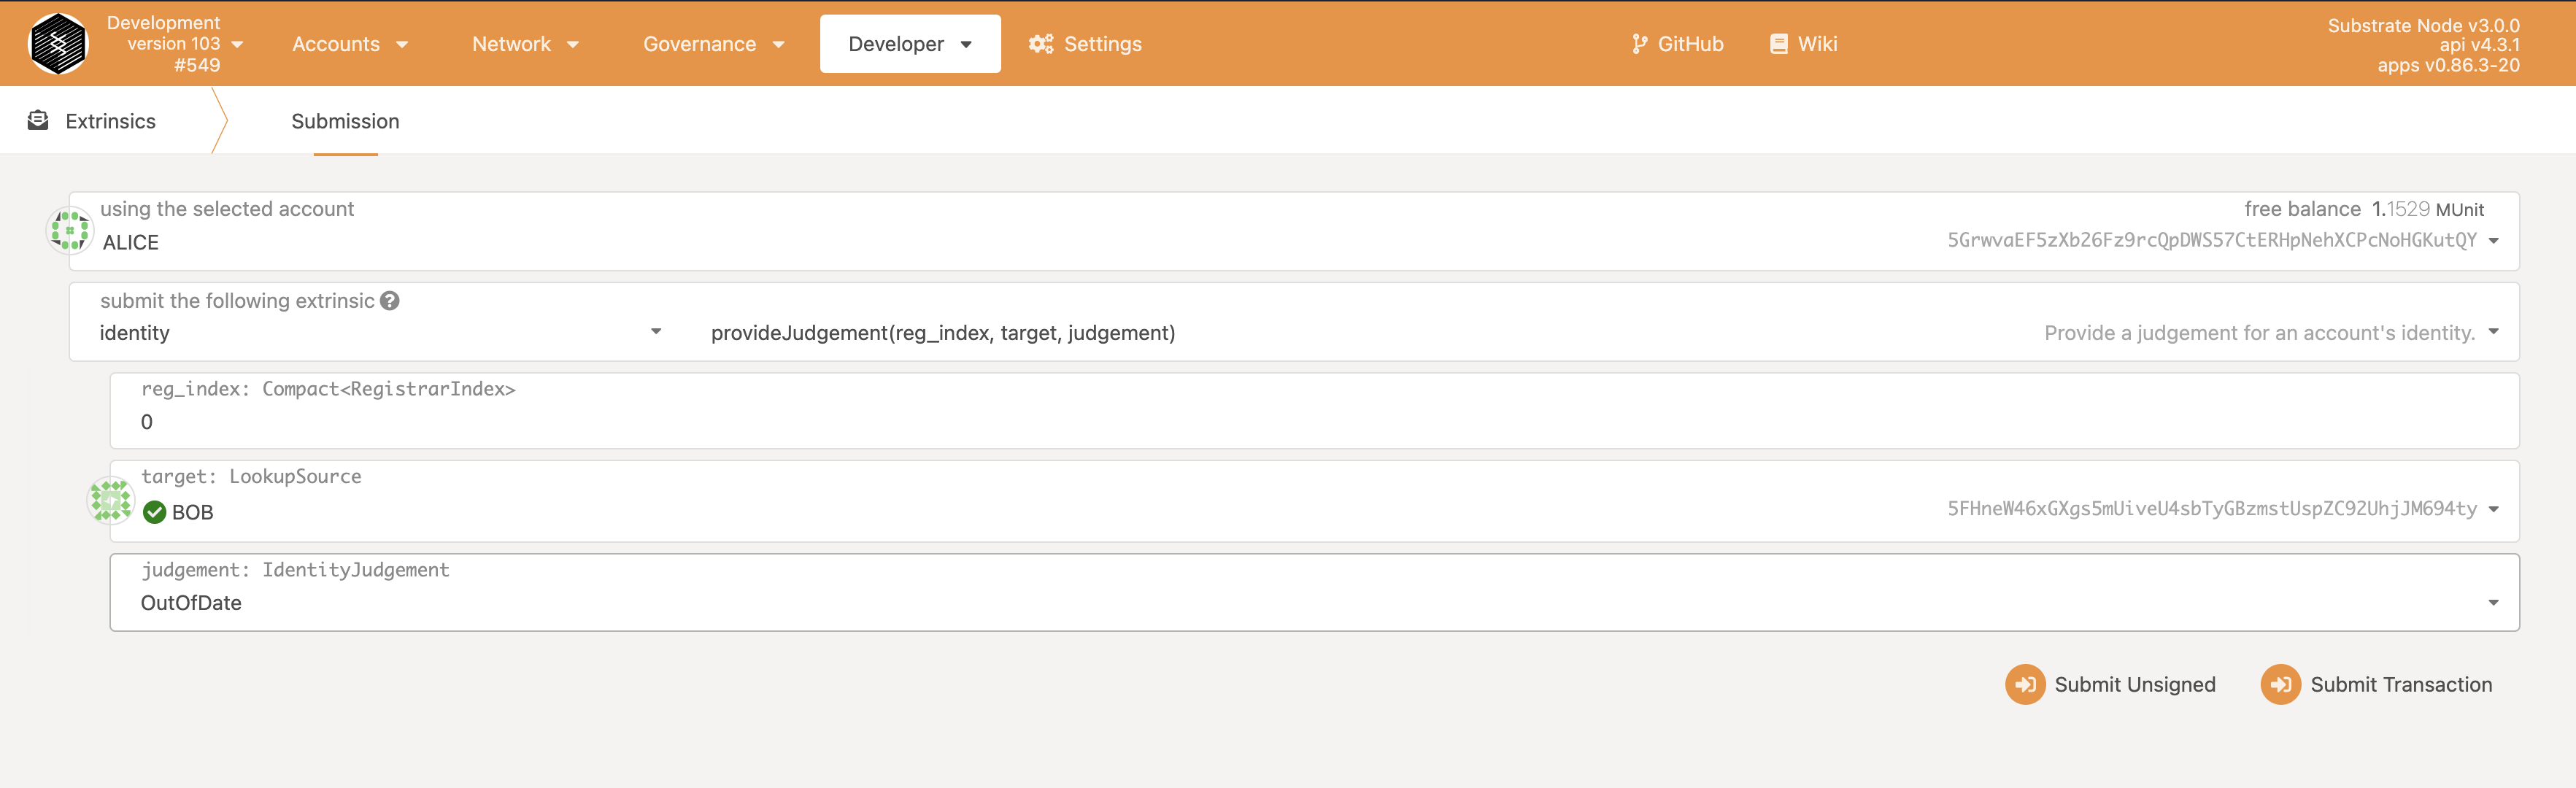 Development
version 103
#549
Accounts
Network
Governance
Developer
Settings
GitHub
Wiki
Substrate Node v3.0.0
api v4.3.1
apps v0.86.3-20
Extrinsics
Submission
using the selected account
free balance 1.1529 MUnit
ALICE
5GrwvaEF5zXb26Fz9rcQpDWS57CtERHpNehXCPcNoHGKutQY
submit the following extrinsic
identity
provideJudgement(reg_index, target, judgement)
Provide a judgement for an account's identity.
reg_index: Compact<RegistrarIndex>
0
target: LookupSource
BOB
5FHneW46xGXgs5mUiveU4sbTyGBzmstUspZC92UhjJM694ty
judgement: IdentityJudgement
OutOfDate
Submit Unsigned
Submit Transaction